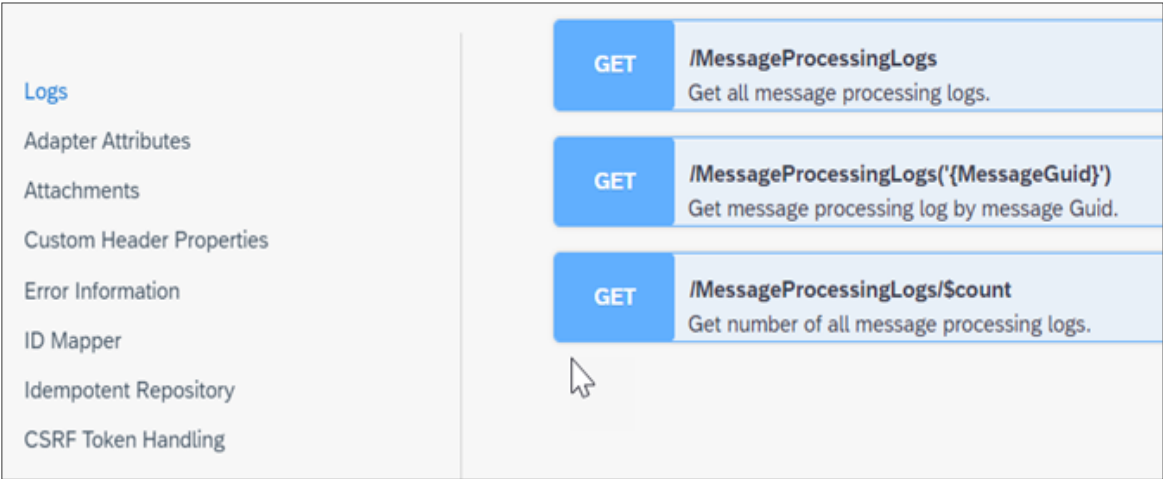 Logs
Adapter Attributes
Attachments
Custom Header Properties
Error Information
ID Mapper
Idempotent Repository
CSRF Token Handling
GET
/MessageProcessingLogs
Get all message processing logs.
GET
/MessageProcessingLogs('{MessageGuid}')
Get message processing log by message Guid.
GET
/MessageProcessingLogs/$count
Get number of all message processing logs.